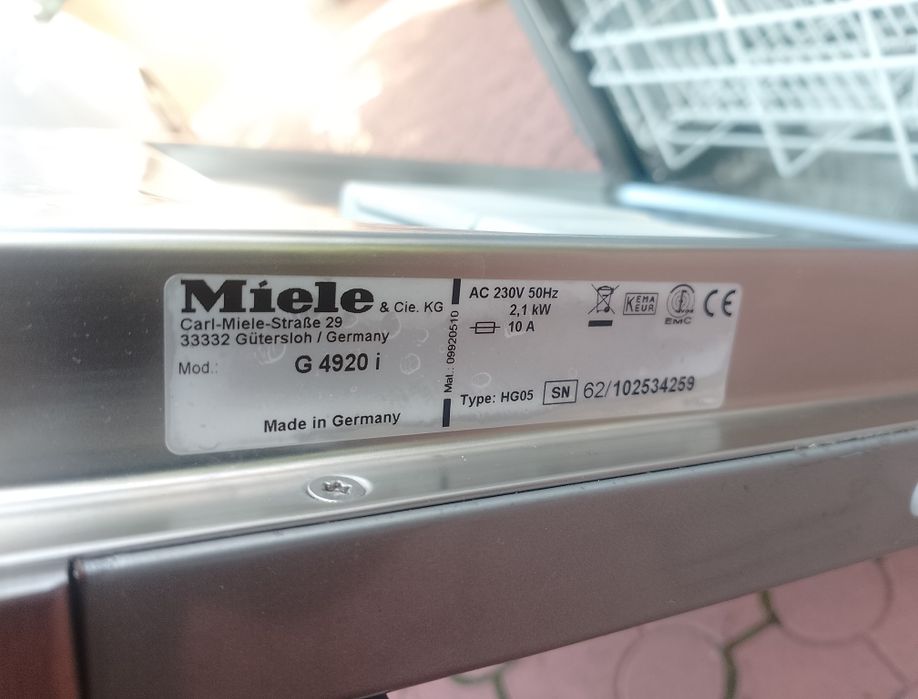 Miele & Cie. KG
Carl-Miele-Straße 29
33332 Gütersloh / Germany
Mod.: G 4920 i
Made in Germany
Mat.: 09920510
AC 230V 50Hz
2,1 kW
10 A
Type: HG05 SN 62/102534259
KEMA
KEUR
EMC
CE